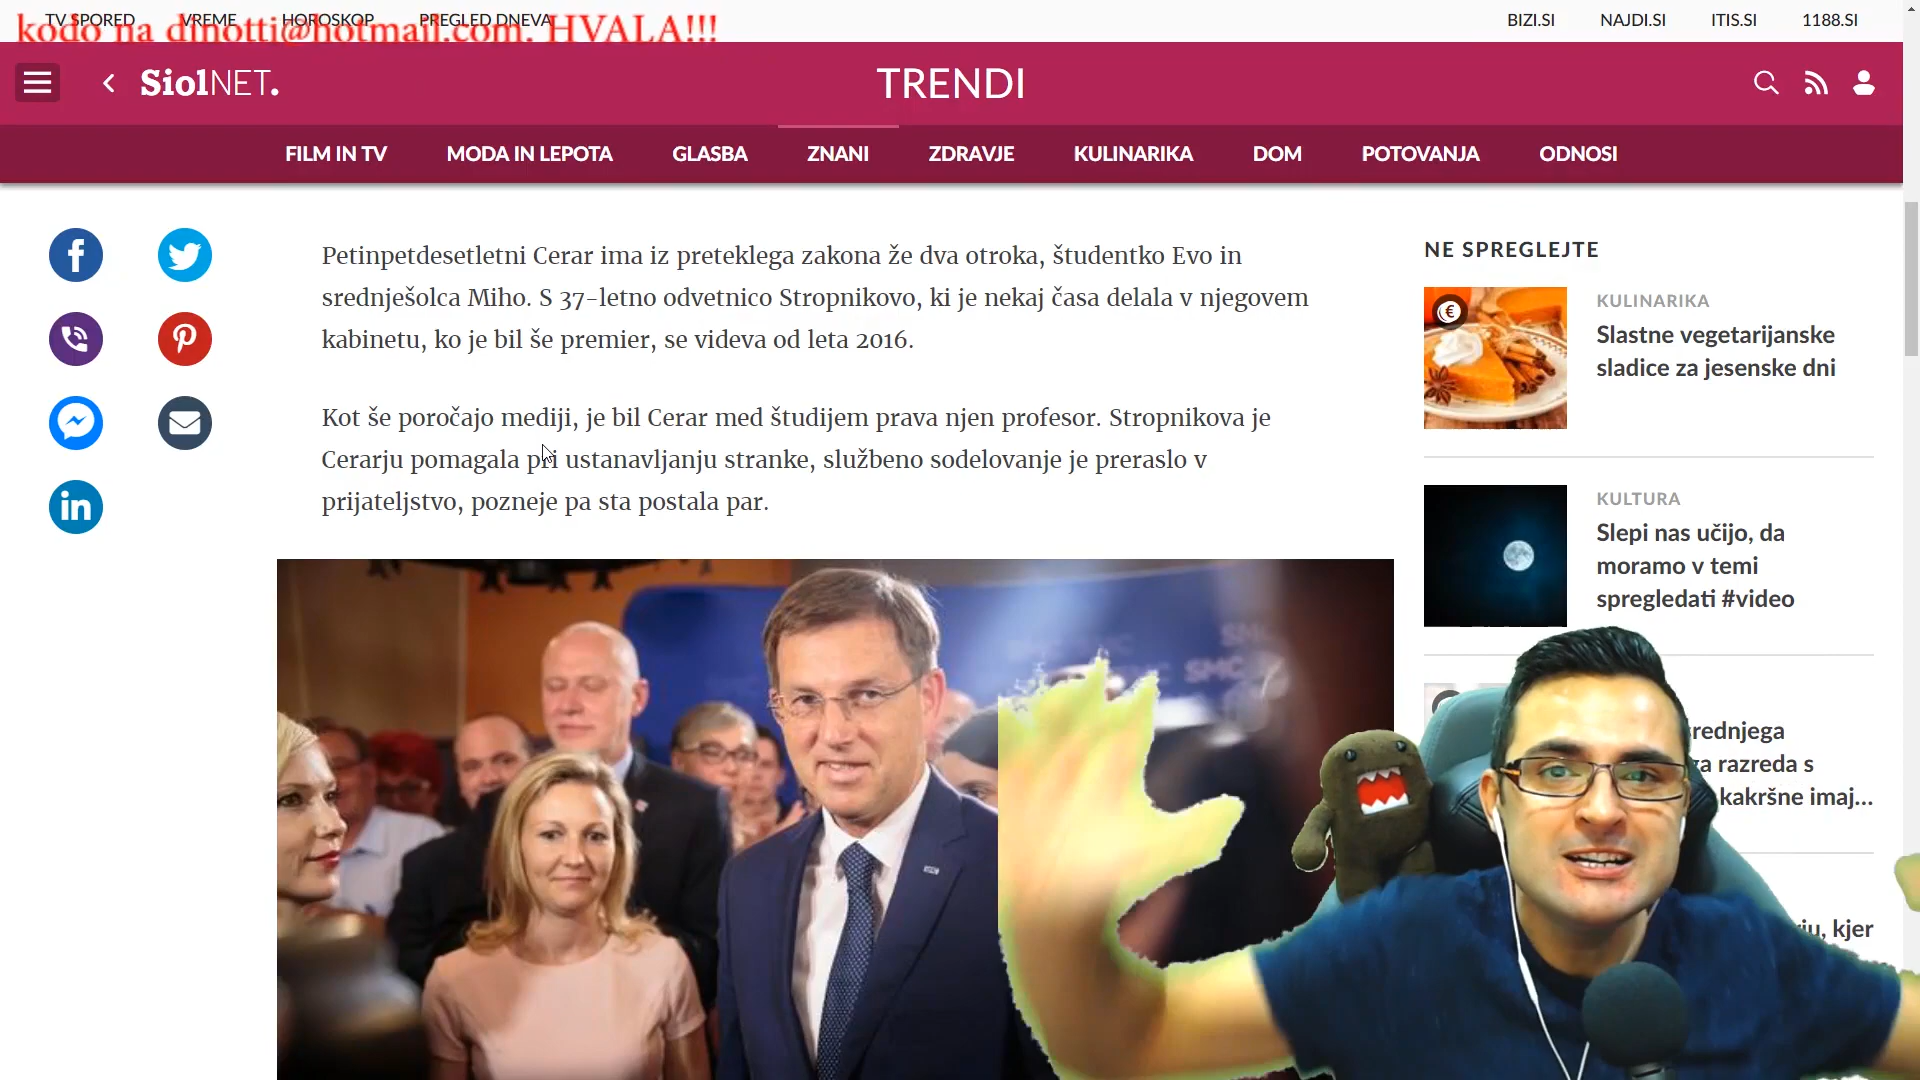 TV SPORED VREME HOROSKOP PREGLED DNEVA
BIZI.SI NAJDI.SI ITIS.SI 1188.SI
kodo na dinotti@hotmail.com. HVALA!!!
SiolNET.
TRENDI
FILM IN TV MODA IN LEPOTA GLASBA ZNANI ZDRAVJE KULINARIKA DOM POTOVANJA ODNOSI
Petinpetdesetletni Cerar ima iz preteklega zakona že dva otroka, študentko Evo in
srednješolca Miho. S 37-letno odvetnico Stropnikovo, ki je nekaj časa delala v njegovem
kabinetu, ko je bil še premier, se videva od leta 2016.
Kot še poročajo mediji, je bil Cerar med študijem prava njen profesor. Stropnikova je
Cerarju pomagala pri ustanavljanju stranke, službeno sodelovanje je preraslo v
prijateljstvo, pozneje pa sta postala par.
NE SPREGLEJTE
€
KULINARIKA
Slastne vegetarijanske
sladice za jesenske dni
KULTURA
Slepi nas učijo, da
moramo v temi
spregledati #video
srednjega
za razreda s
kakršne imaj...
kjer
SMC
SMC